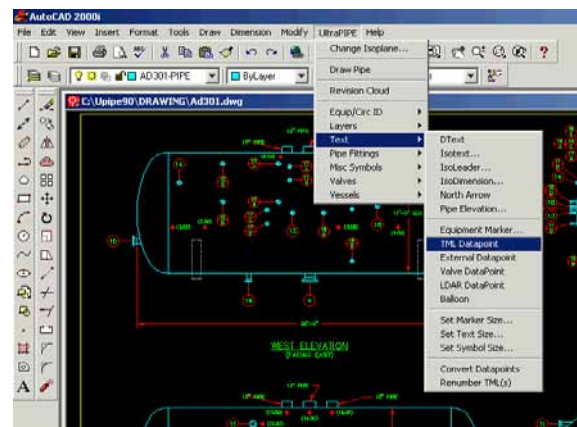 AutoCAD 2000i
File Edit View Insert Format Tools Draw Dimension Modify UltraPIPE Help
AD301-PIPE
ByLayer
C:\Upipe90\DRAWING\Ad301.dwg
Change Isoplane...
Draw Pipe
Revision Cloud
Equip/Circ ID
Layers
Text
Pipe Fittings
Misc Symbols
Valves
Vessels
DText
Isotext...
IsoLeader...
IsoDimension...
North Arrow
Pipe Elevation...
Equipment Marker...
TML Datapoint
External Datapoint
Valve DataPoint
LDAR DataPoint
Balloon
Set Marker Size...
Set Text Size...
Set Symbol Size...
Convert Datapoints
Renumber TML(s)
WEST ELEVATION
(FACING EAST)